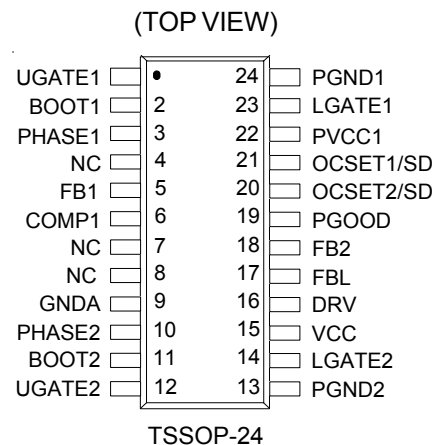 (TOP VIEW)
UGATE1 24 PGND1
BOOT1 2 23 LGATE1
PHASE1 3 22 PVCC1
NC 4 21 OCSET1/SD
FB1 5 20 OCSET2/SD
COMP1 6 19 PGOOD
NC 7 18 FB2
NC 8 17 FBL
GNDA 9 16 DRV
PHASE2 10 15 VCC
BOOT2 11 14 LGATE2
UGATE2 12 13 PGND2
TSSOP-24